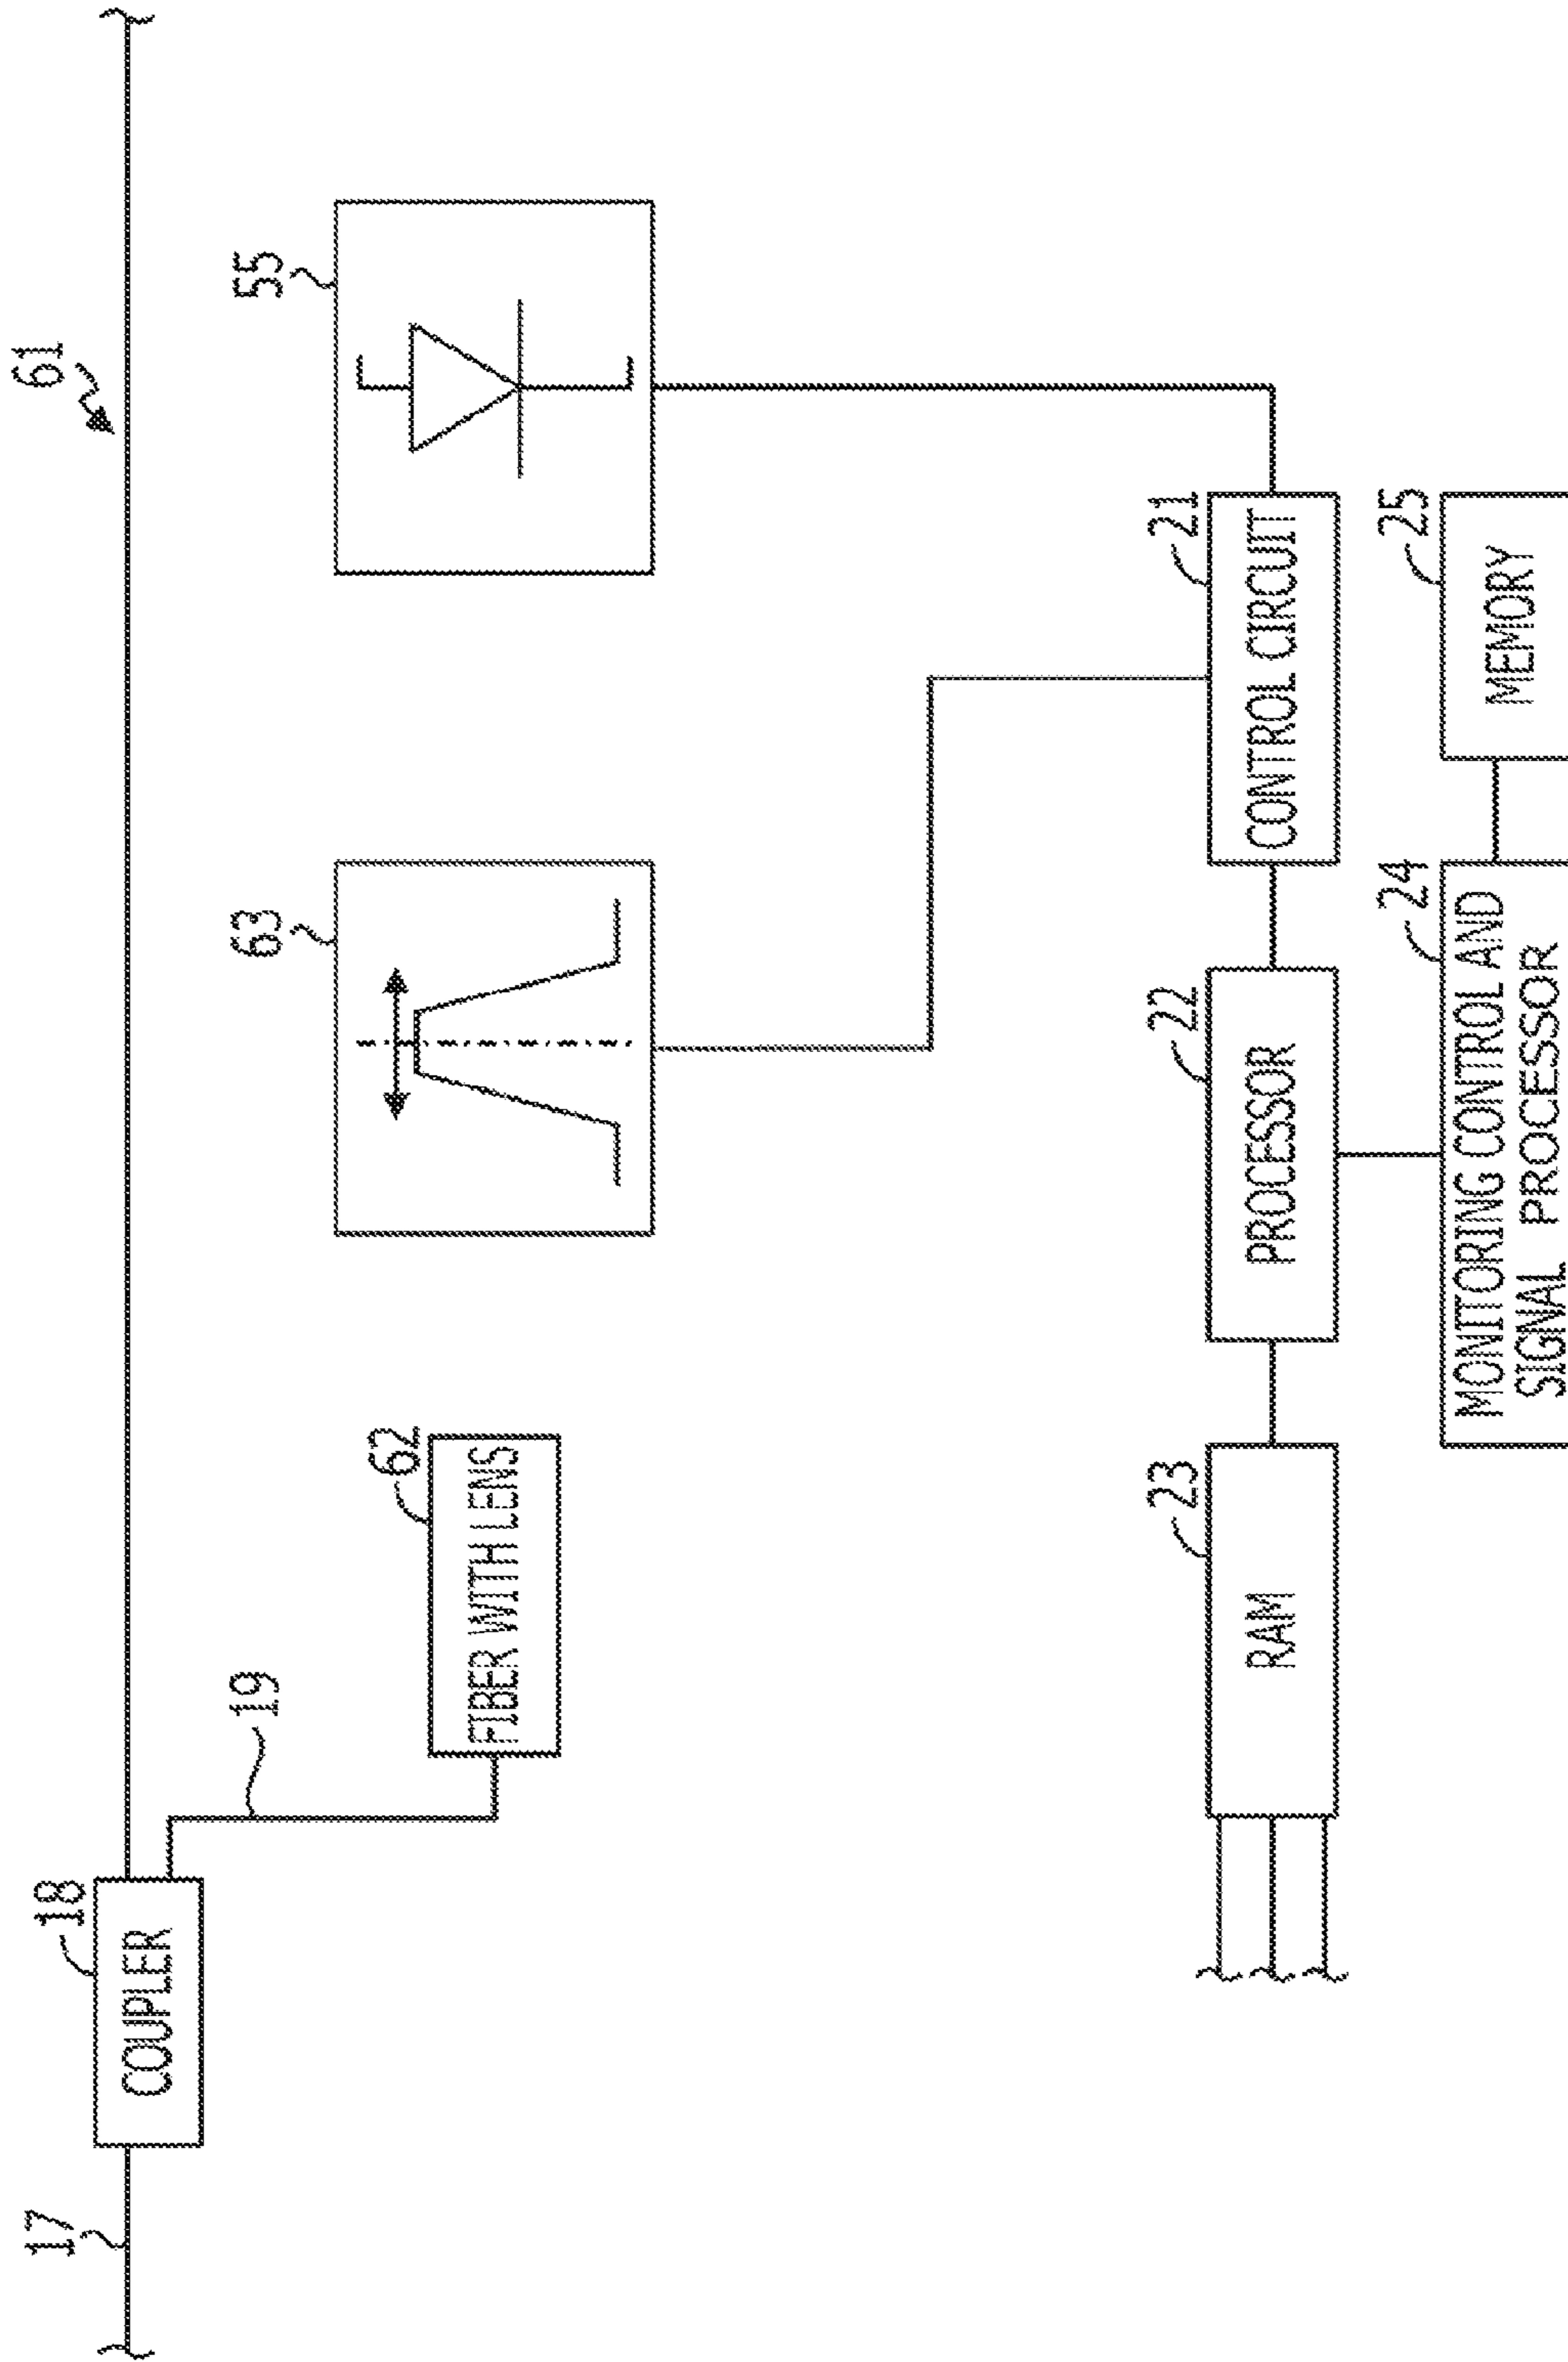 61
17
18
COUPLER
19
62
FIBER WITH LENS
63
55
23
RAM
22
PROCESSOR
21
CONTROL CIRCUIT
24
MONITORING CONTROL AND
SIGNAL PROCESSOR
25
MEMORY